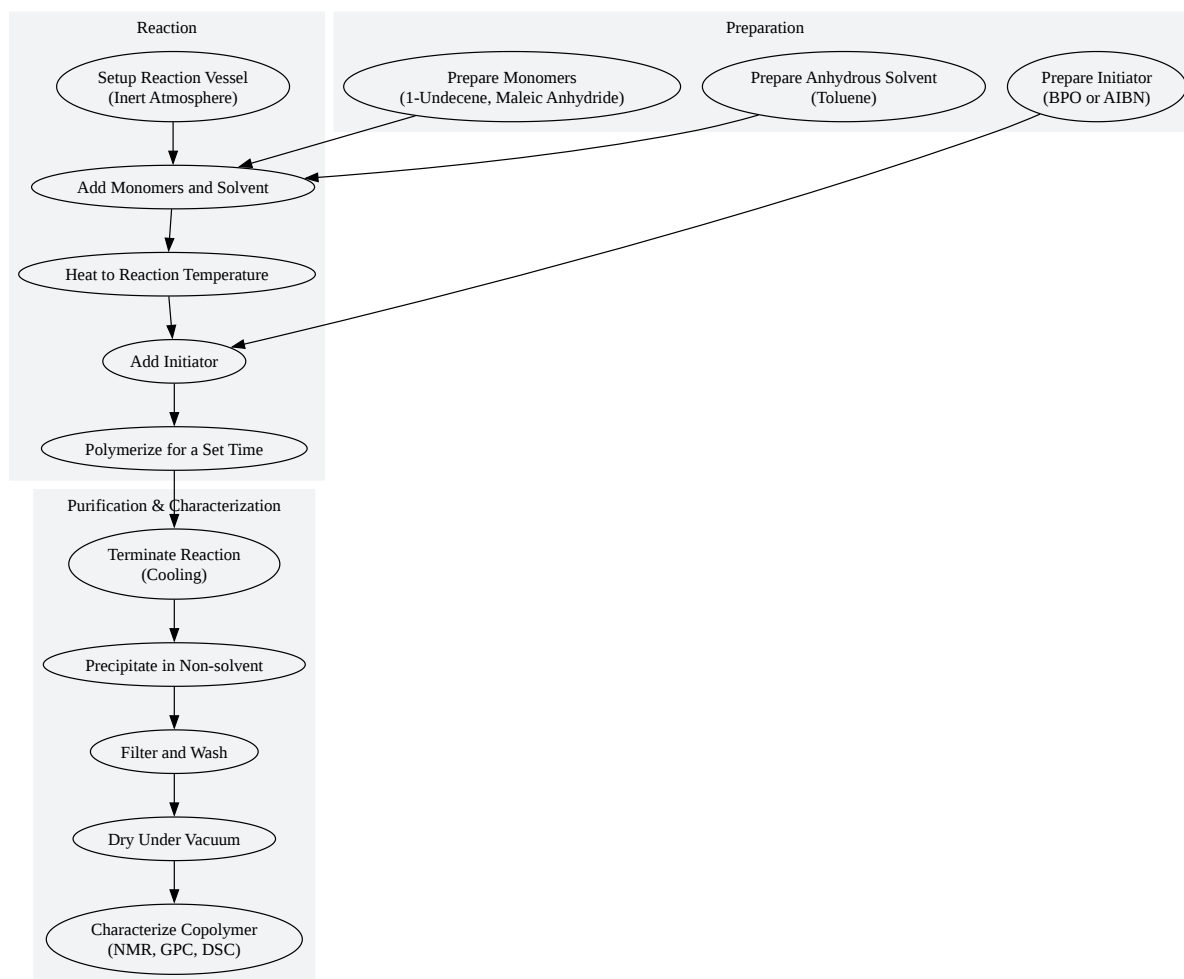 Reaction
Preparation
Setup Reaction Vessel
(Inert Atmosphere)
Prepare Monomers
(1-Undecene, Maleic Anhydride)
Prepare Anhydrous Solvent
(Toluene)
Prepare Initiator
(BPO or AIBN)
Add Monomers and Solvent
Heat to Reaction Temperature
Add Initiator
Polymerize for a Set Time
Purification & Characterization
Terminate Reaction
(Cooling)
Precipitate in Non-solvent
Filter and Wash
Dry Under Vacuum
Characterize Copolymer
(NMR, GPC, DSC)